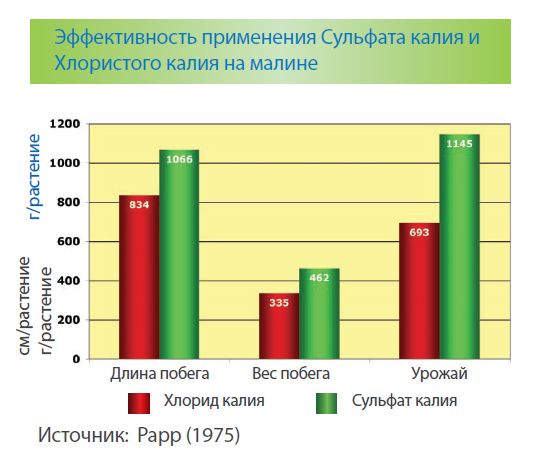 Эффективность применения Сульфата калия и
Хлористого калия на малине
г/растение
см/растение
г/растение
1200
1000
800
600
400
200
0
834
1066
335
462
693
1145
Длина побега
Вес побега
Урожай
Хлорид калия
Сульфат калия
Источник: Papp (1975)